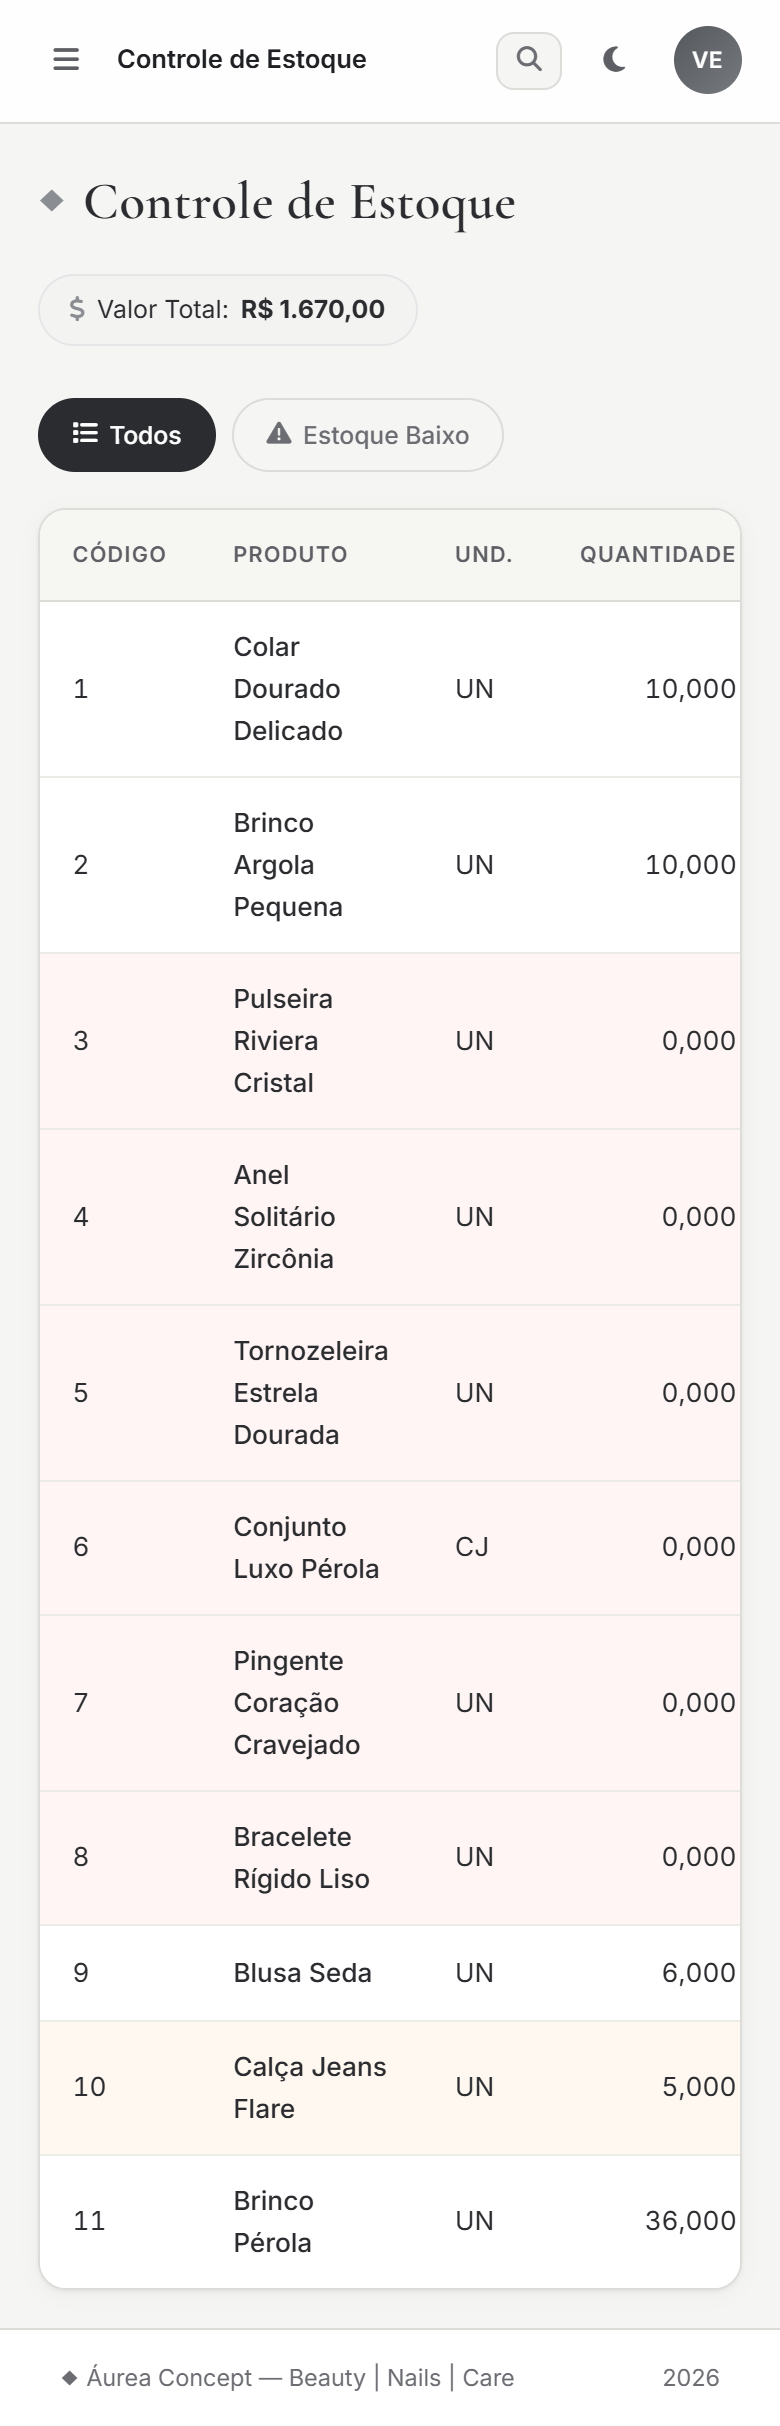 Controle de Estoque
VE
Controle de Estoque
$ Valor Total: R$ 1.670,00
Todos
Estoque Baixo
CÓDIGO PRODUTO UND. QUANTIDADE
Colar
1 Dourado UN 10,000
Delicado
Brinco
2 Argola UN 10,000
Pequena
Pulseira
3 Riviera UN 0,000
Cristal
Anel
4 Solitário UN 0,000
Zircônia
Tornozeleira
5 Estrela UN 0,000
Dourada
6 Conjunto CJ 0,000
Luxo Pérola
Pingente
7 Coração UN 0,000
Cravejado
8 Bracelete UN 0,000
Rígido Liso
9 Blusa Seda UN 6,000
10 Calça Jeans UN 5,000
Flare
11 Brinco UN 36,000
Pérola
◆ Áurea Concept — Beauty | Nails | Care 2026